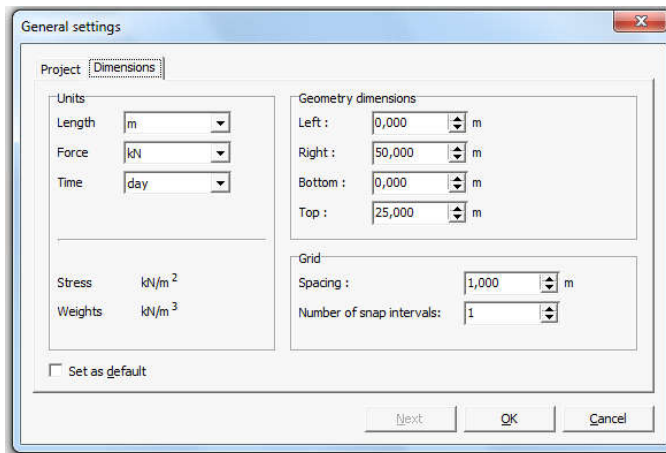 General settings
Project Dimensions
Units
Length m
Force kN
Time day
Stress kN/m 2
Weights kN/m 3
Set as default
Geometry dimensions
Left : 0,000 m
Right : 50,000 m
Bottom : 0,000 m
Top : 25,000 m
Grid
Spacing : 1,000 m
Number of snap intervals: 1
Next OK Cancel